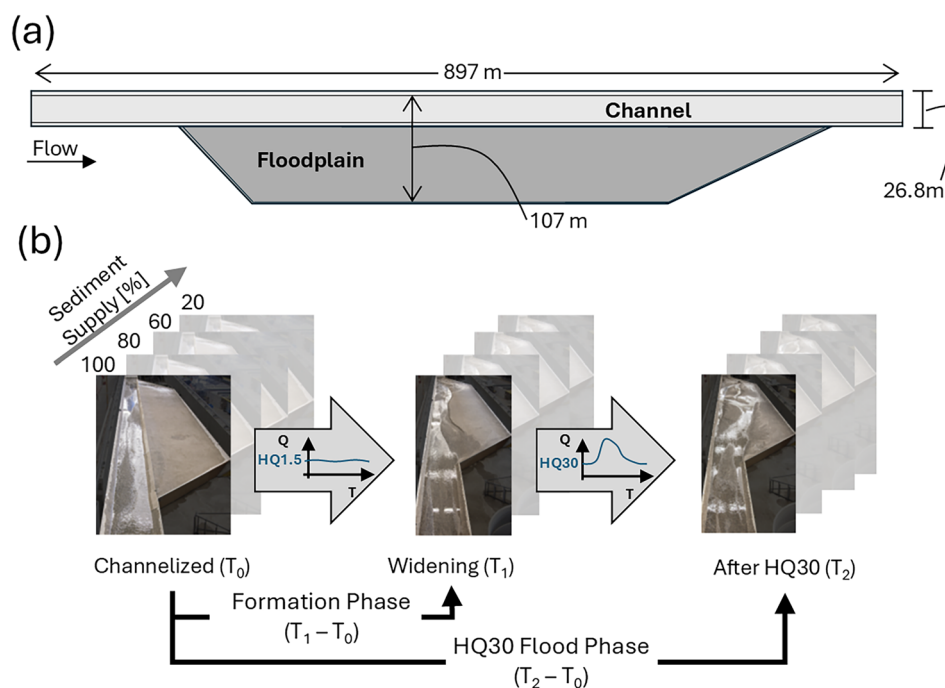 (a)
897 m
Channel
Flow
Floodplain
26.8m
107 m
(b)
Sediment
Supply [%]
20
60
80
100
Q
HQ1.5
T
Q
HQ30
T
Channelized (T0)
Widening (T1)
After HQ30 (T2)
Formation Phase
(T1 – T0)
HQ30 Flood Phase
(T2 – T0)